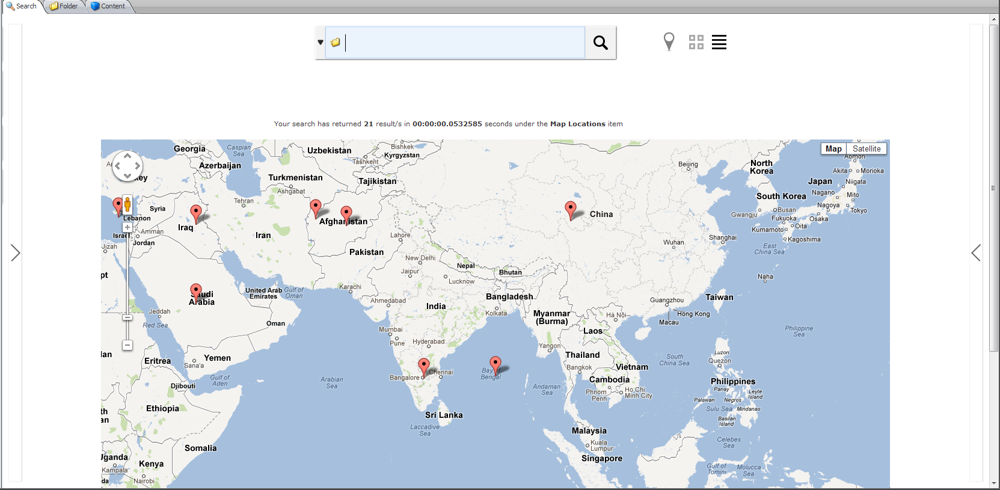 Search Folder Content
Your search has returned 21 result/s in 00:00:00.0532585 seconds under the Map Locations item
Map Satellite
Georgia
Caspian
Sea
Uzbekistan
Bishkek
Kyrgyzstan
Tashkent
Azerbaijan
Turkmenistan
Ashgabat
Tajikistan
Beijing
North
Korea
Aomori
Akita
Morioka
Japan
Niigata
Nagano
Mito
South Korea
Nagoya
Tokyo
Gwangju
Busan
Fukuoka
Osaka
Oita
Kumamoto
Kagoshima
Tehran
Syria
Lebanon
Iraq
Amman
Israel
Jordan
Iran
Afghanistan
China
Lahore
Pakistan
Wuhan
Shanghai
East
China Sea
Jizah
New Delhi
Nepal
Jaipur
Lucknow
Bhutan
Naha
pt
Karachi
United Arab
Emirates
Gulf of
Oman
Saudi
Arabia
Ahmedabad
India
Bangladesh
Kolkata
Guangzhou
Taiwan
Hong Kong
Macau
Jeddah
Red Sea
Oman
Mumbai
Pune
Hyderabad
Myanmar
(Burma)
Hà Nội
Laos
Philippine
Sea
Yangon
Thailand
Bangkok
Vietnam
South
China Sea
Luzon
Quezon
Eritrea
Sana'a
Yemen
Gulf of
Aden
Djibouti
Arabian
Sea
Bangalore
Chennai
Bay of
Bengal
Andaman
Sea
Cambodia
Phnom
Penh
Ho Chi
Minh City
Philippines
Panay
Leyte
Island
Palawan
Negros
Sulu Sea
Mindanao
Basilan
Island
Ethiopia
Sri Lanka
Laccadive
Sea
Malaysia
Kuala
Lumpur
Singapore
Celebes
Sea
Somalia
Uganda
Kampala
Kenya
Nairobi
Gulf of
Tomini
Molucca
Sea